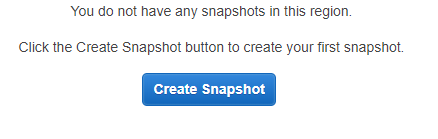 You do not have any snapshots in this region.
Click the Create Snapshot button to create your first snapshot.
Create Snapshot